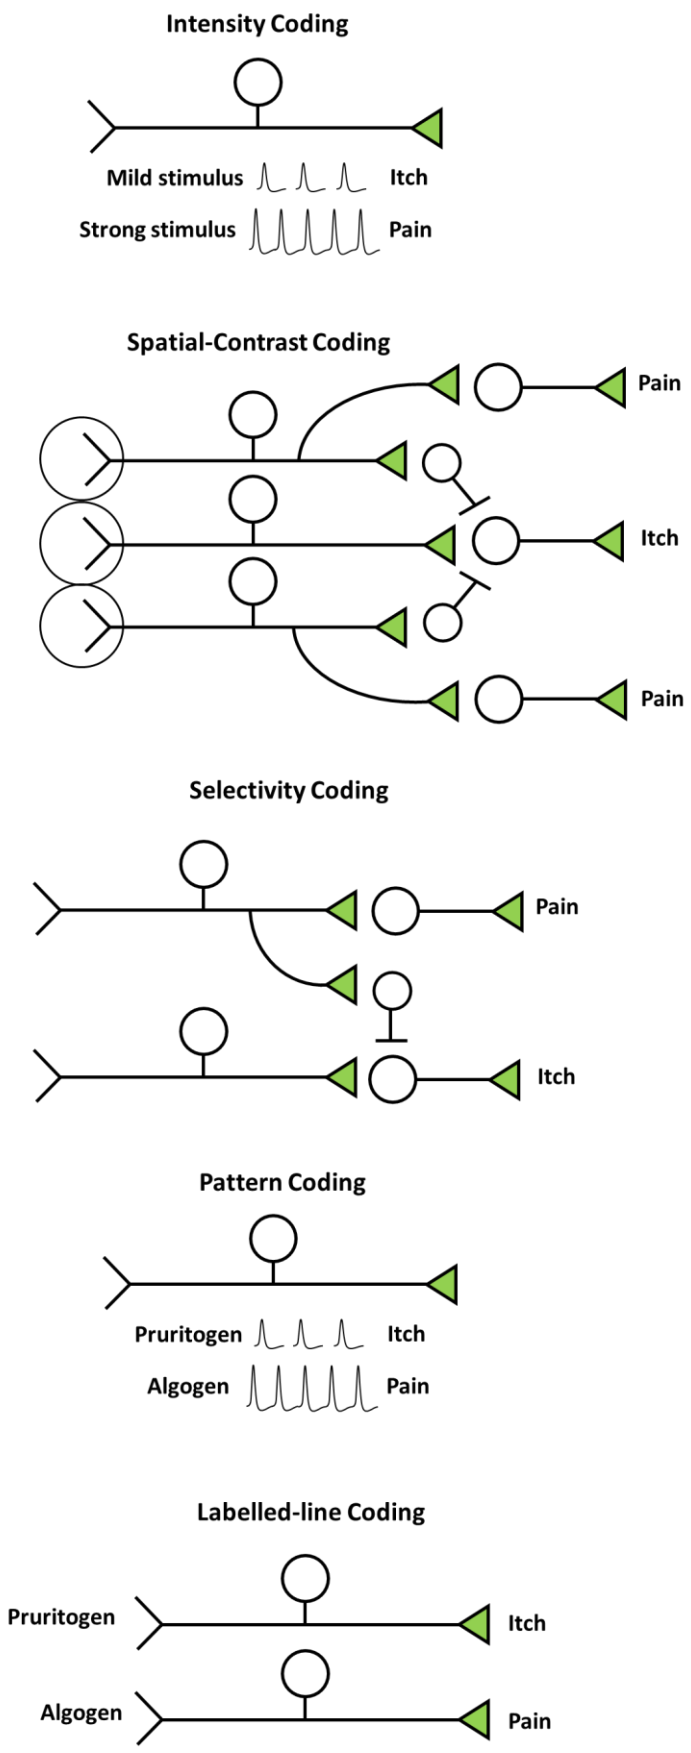 Intensity Coding
Mild stimulus Itch
Strong stimulus Pain
Spatial-Contrast Coding
Pain
Itch
Pain
Selectivity Coding
Pain
Itch
Pattern Coding
Pruritogen Itch
Algogen Pain
Labelled-line Coding
Pruritogen Itch
Algogen Pain